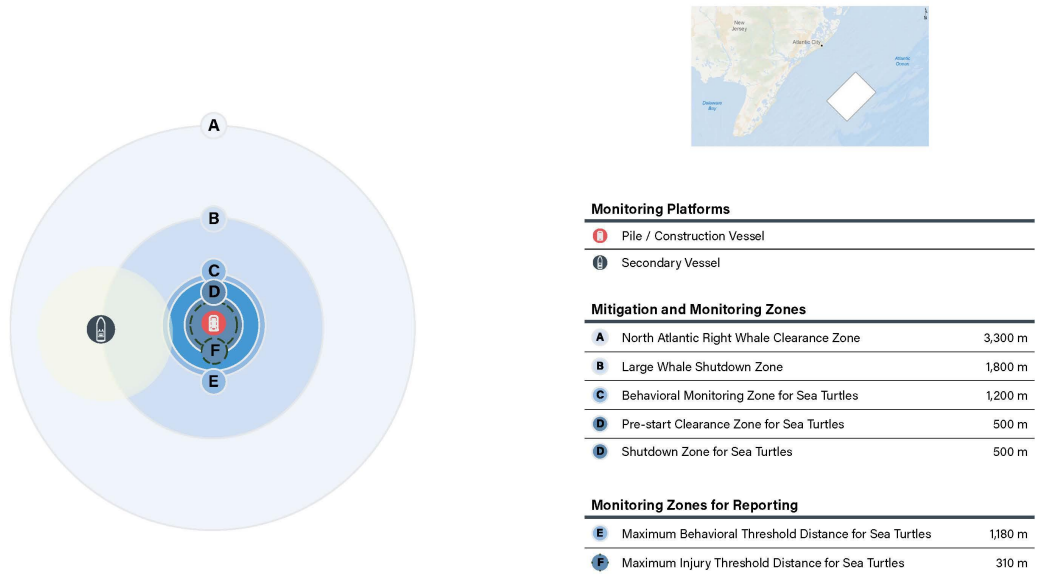 New
Jersey
Atlantic City
Atlantic
Ocean
Delaware
Bay
A
B
C
D
F
E
Monitoring Platforms
Pile / Construction Vessel
Secondary Vessel
Mitigation and Monitoring Zones
A North Atlantic Right Whale Clearance Zone 3,300 m
B Large Whale Shutdown Zone 1,800 m
C Behavioral Monitoring Zone for Sea Turtles 1,200 m
D Pre-start Clearance Zone for Sea Turtles 500 m
D Shutdown Zone for Sea Turtles 500 m
Monitoring Zones for Reporting
E Maximum Behavioral Threshold Distance for Sea Turtles 1,180 m
F Maximum Injury Threshold Distance for Sea Turtles 310 m